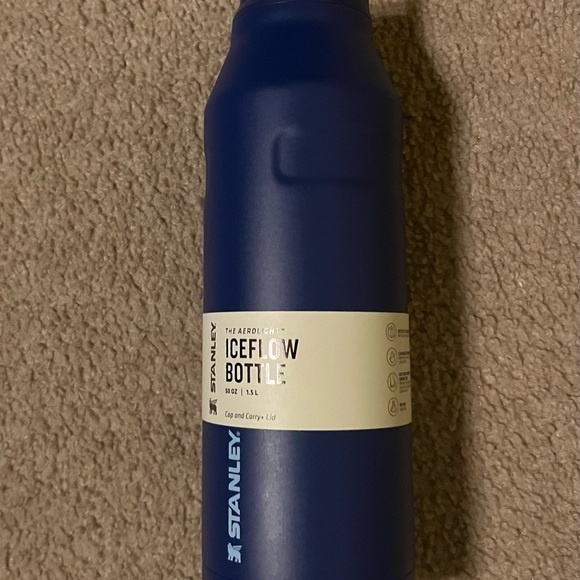 THE AEROLIGHT™
ICEFLOW
BOTTLE
50 OZ | 1.5 L
Cap and Carry+ Lid
STANLEY
STANLEY